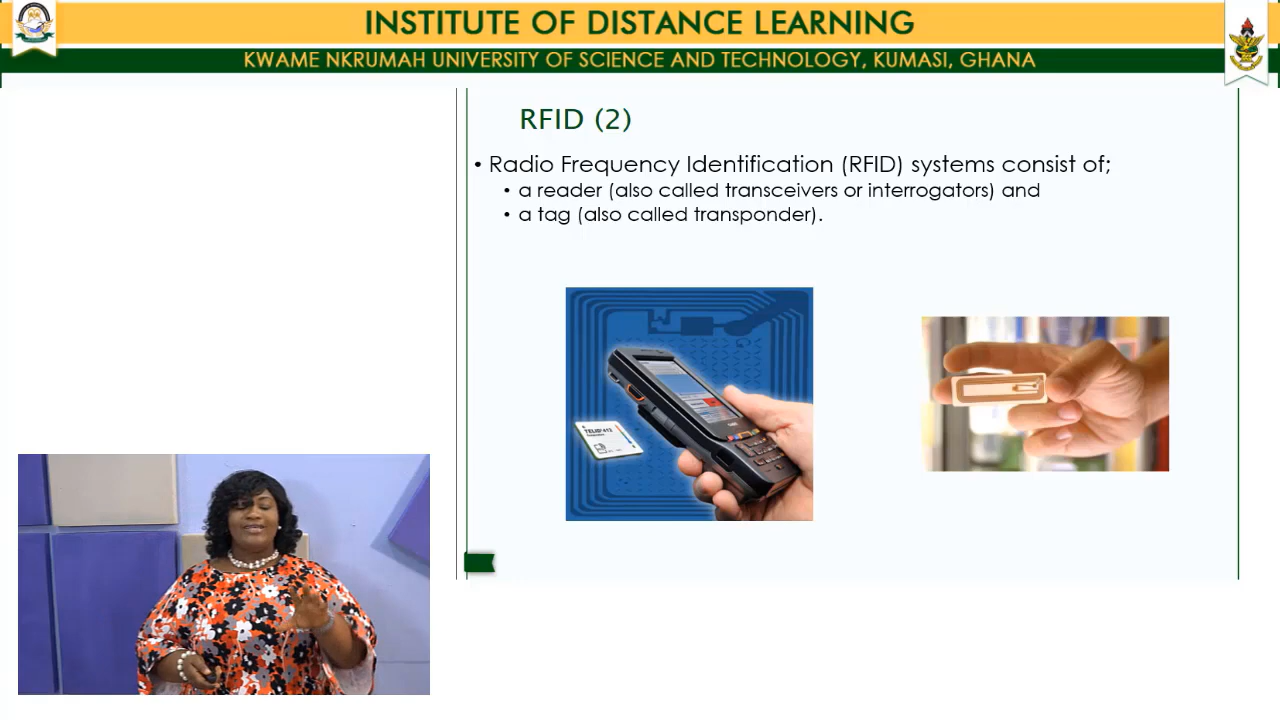 INSTITUTE OF DISTANCE LEARNING
KWAME NKRUMAH UNIVERSITY OF SCIENCE AND TECHNOLOGY, KUMASI, GHANA
RFID (2)
• Radio Frequency Identification (RFID) systems consist of;
• a reader (also called transceivers or interrogators) and
• a tag (also called transponder).